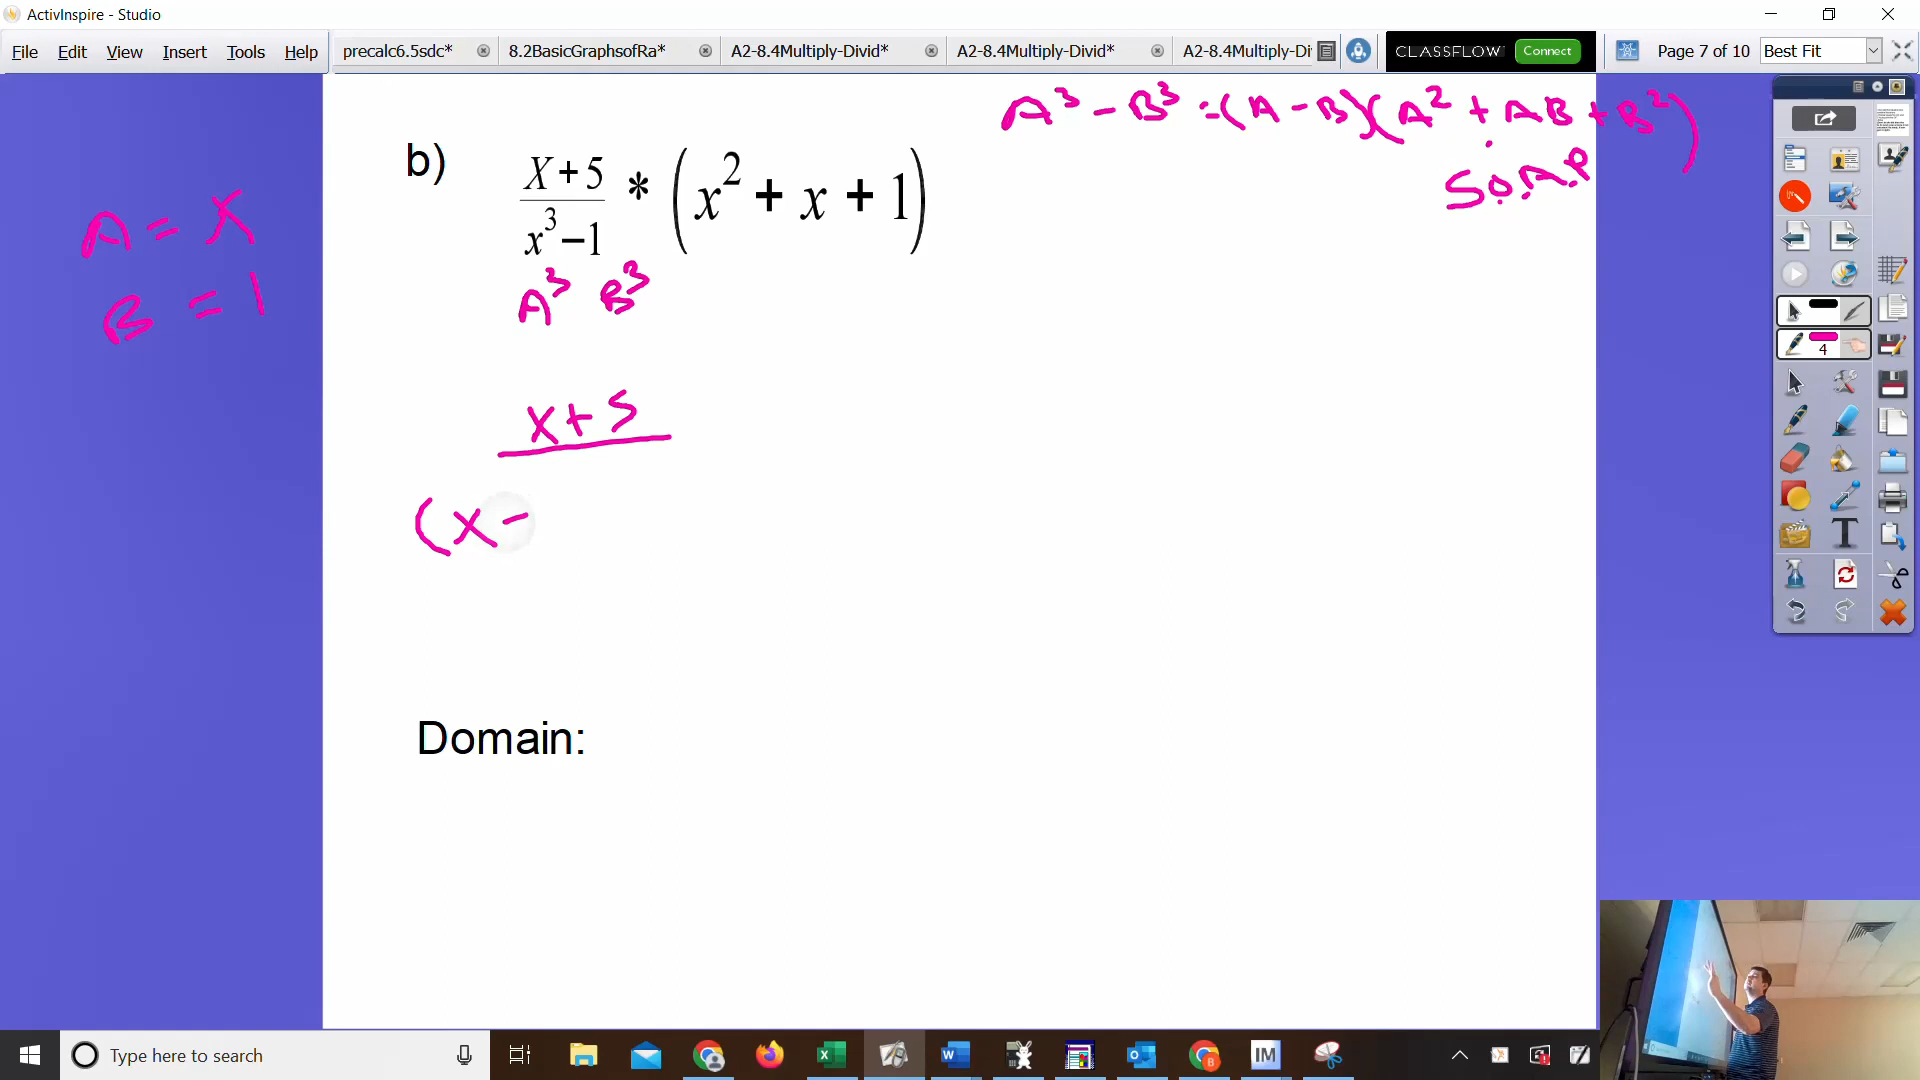 ActivInspire - Studio
File Edit View Insert Tools Help precalc6.5sdc* 8.2BasicGraphsofRa* A2-8.4Multiply-Divid* A2-8.4Multiply-Divid* A2-8.4Multiply-Di CLASSFLOW Connect Page 7 of 10 Best Fit
A³ - B³ = (A - B)(A² + AB + B²)
S.O.A.P
b) X+5 / x³−1 * (x² + x + 1)
A³ B³
A = X
B = 1
X + 5
(X -
4
T
Domain:
Type here to search
IM